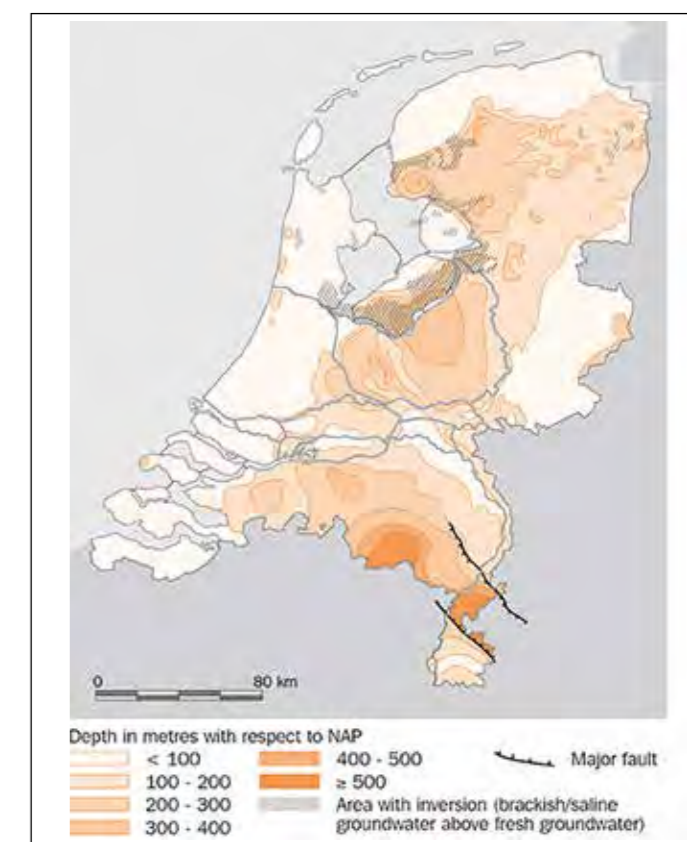 0 80 km
Depth in metres with respect to NAP
< 100
100 - 200
200 - 300
300 - 400
400 - 500
≥ 500
Area with inversion (brackish/saline
groundwater above fresh groundwater)
Major fault